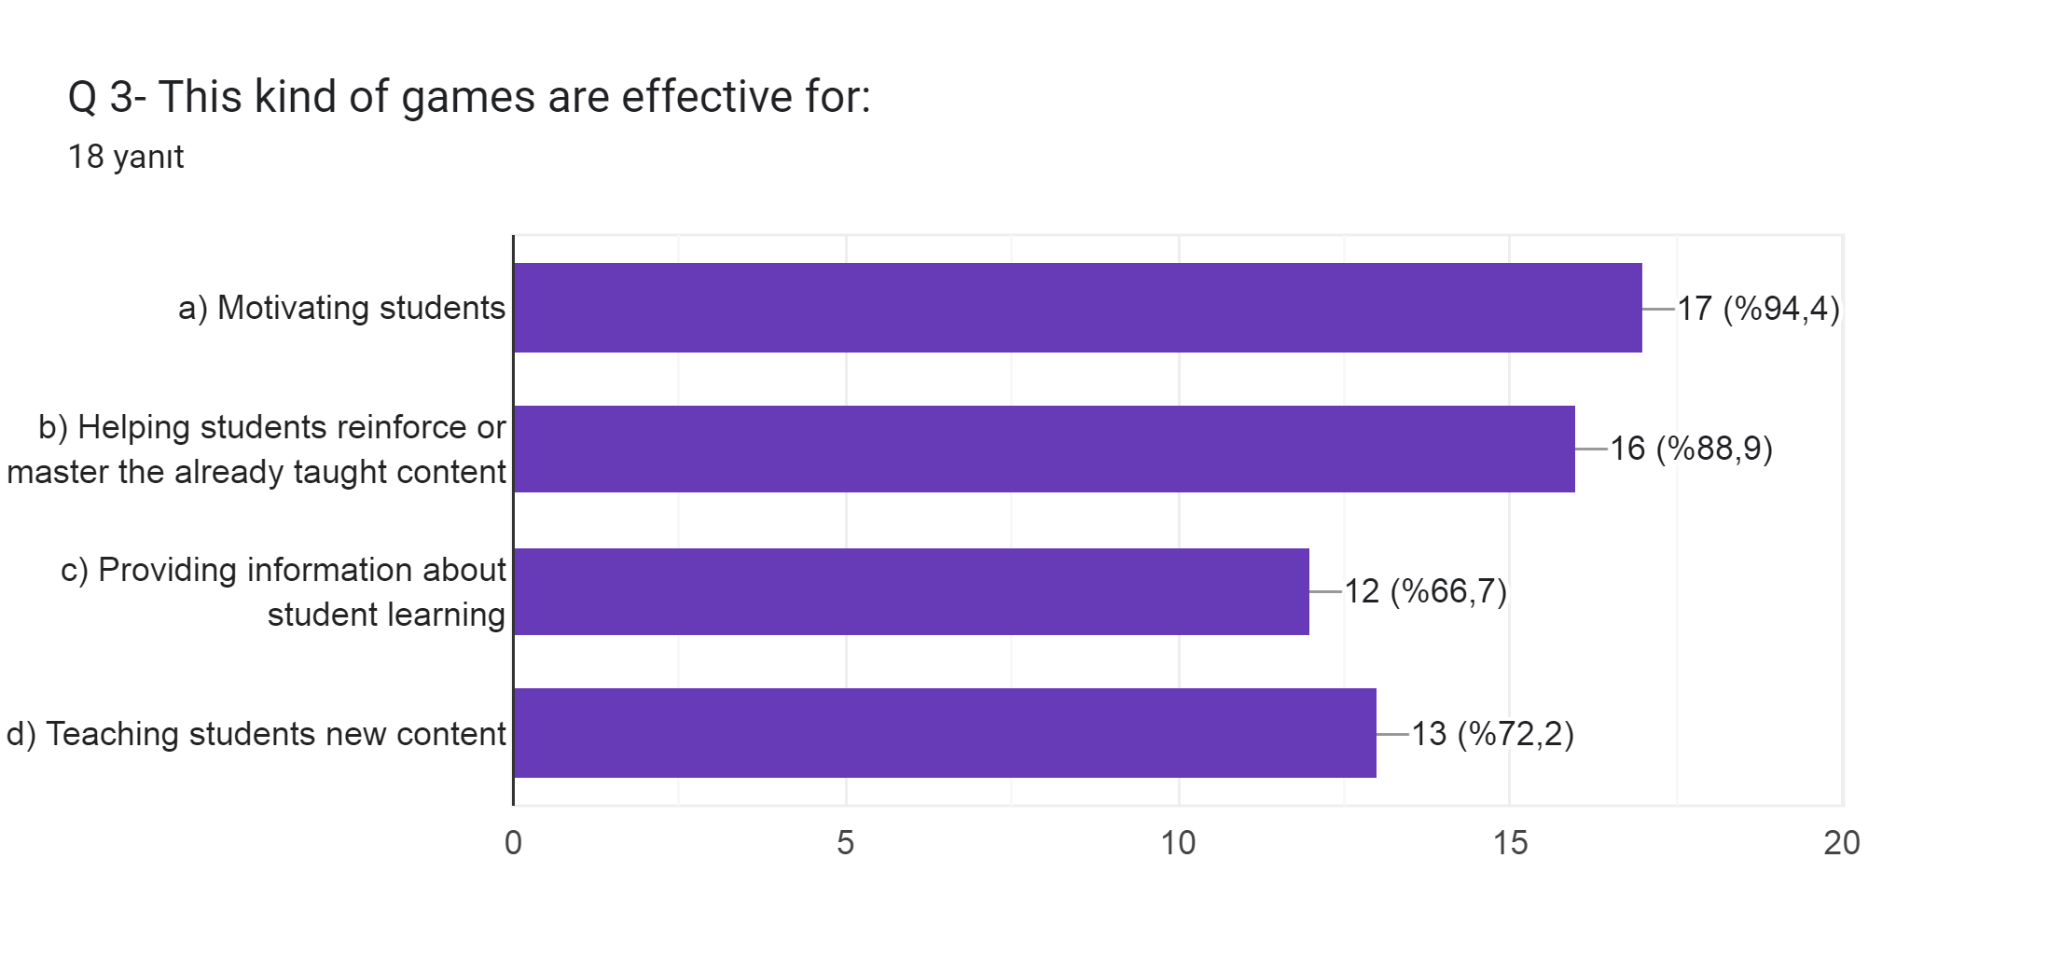 Q 3- This kind of games are effective for:
18 yanıt
a) Motivating students
17 (%94,4)
b) Helping students reinforce or
master the already taught content
16 (%88,9)
c) Providing information about
student learning
12 (%66,7)
d) Teaching students new content
13 (%72,2)
0 5 10 15 20